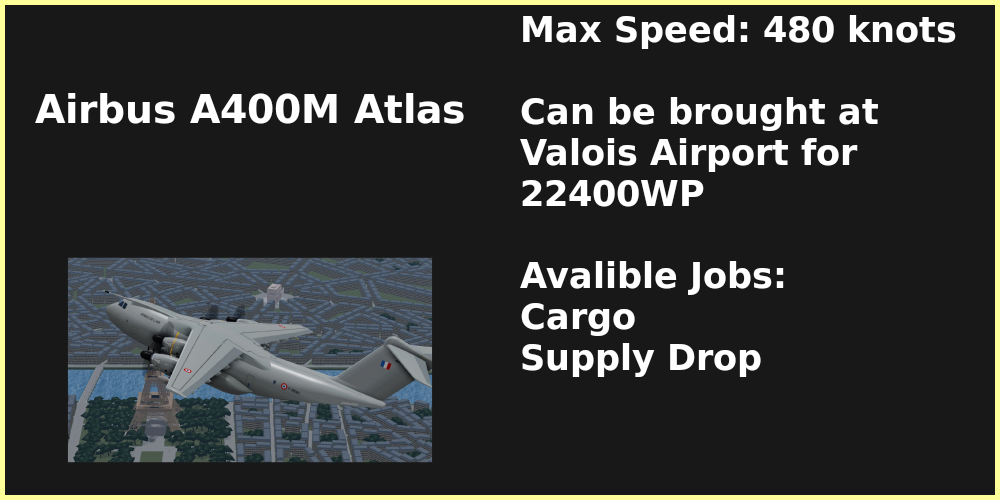 Airbus A400M Atlas
Max Speed: 480 knots
Can be brought at
Valois Airport for
22400WP
Avalible Jobs:
Cargo
Supply Drop